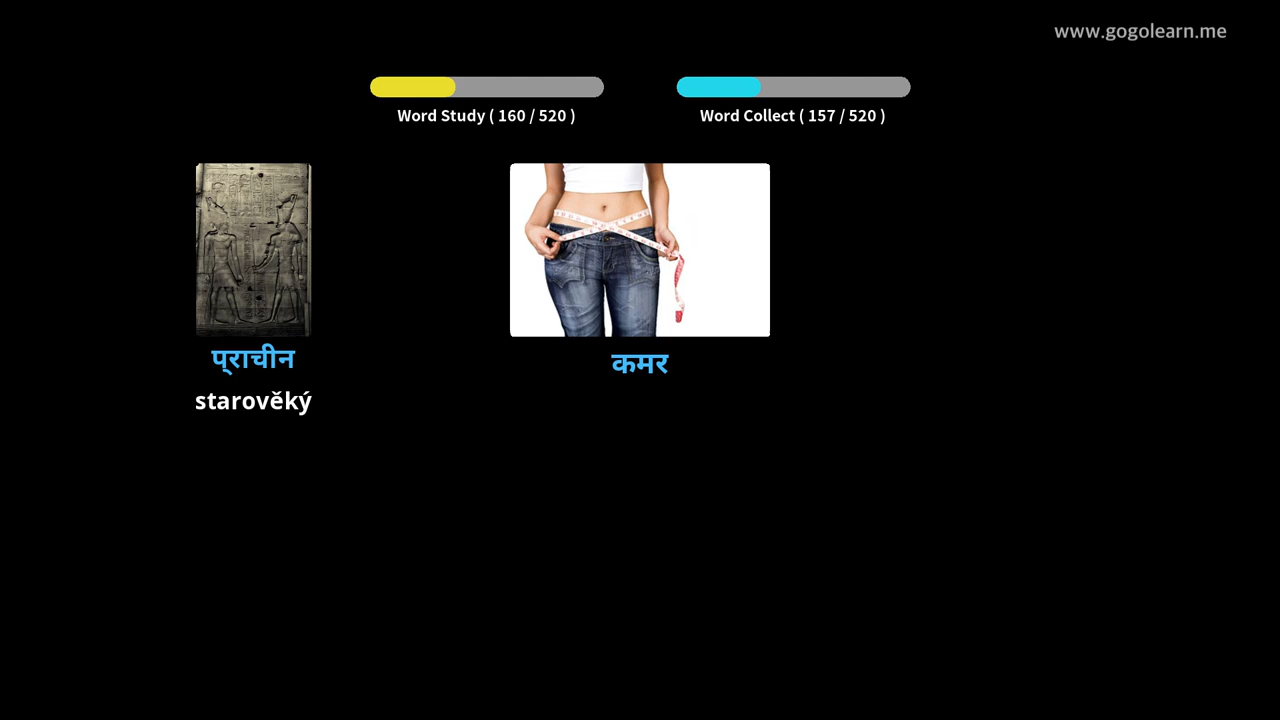 www.gogolearn.me
Word Study ( 160 / 520 )
Word Collect ( 157 / 520 )
प्राचीन
starověký
कमर